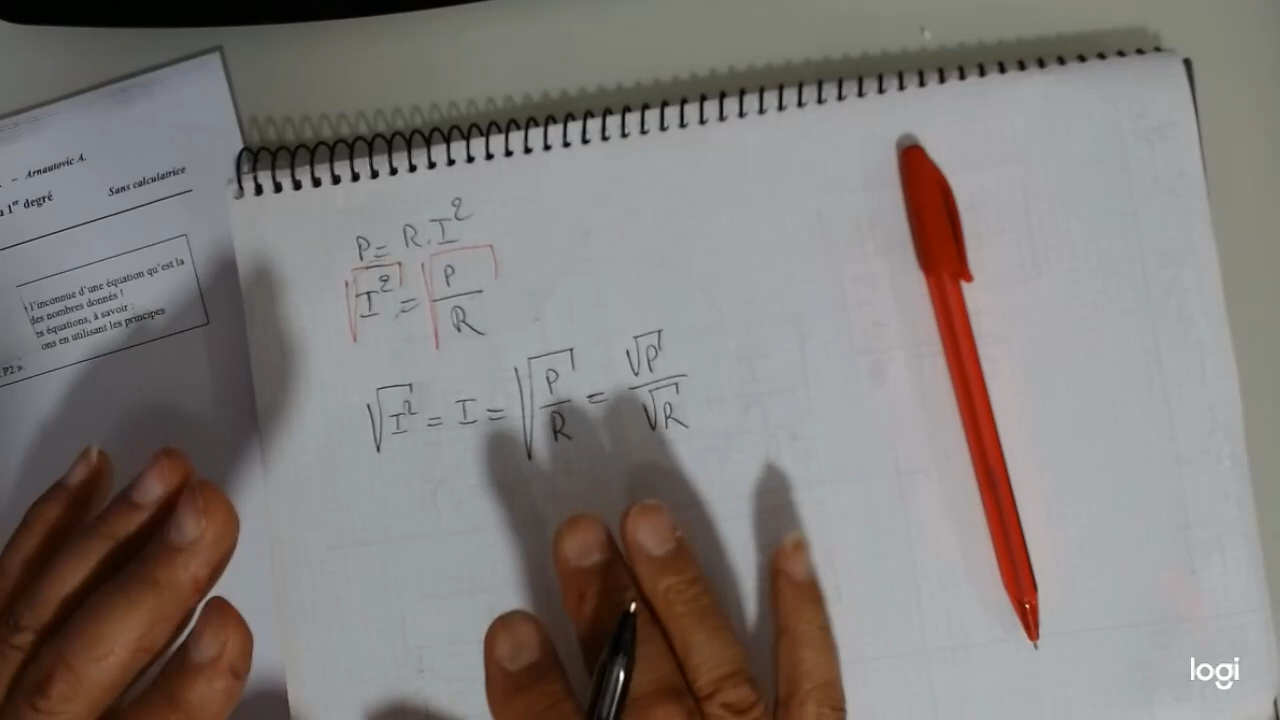 – Arnautovic A.
1er degré
Sans calculatrice
l'inconnue d'une équation qu'est la
des nombres donnés !
équations, à savoir :
ons en utilisant les principes
P2 ».
P = R.I²
√I² = √(P/R)
√I² = I = √(P/R) = √P/√R
logi